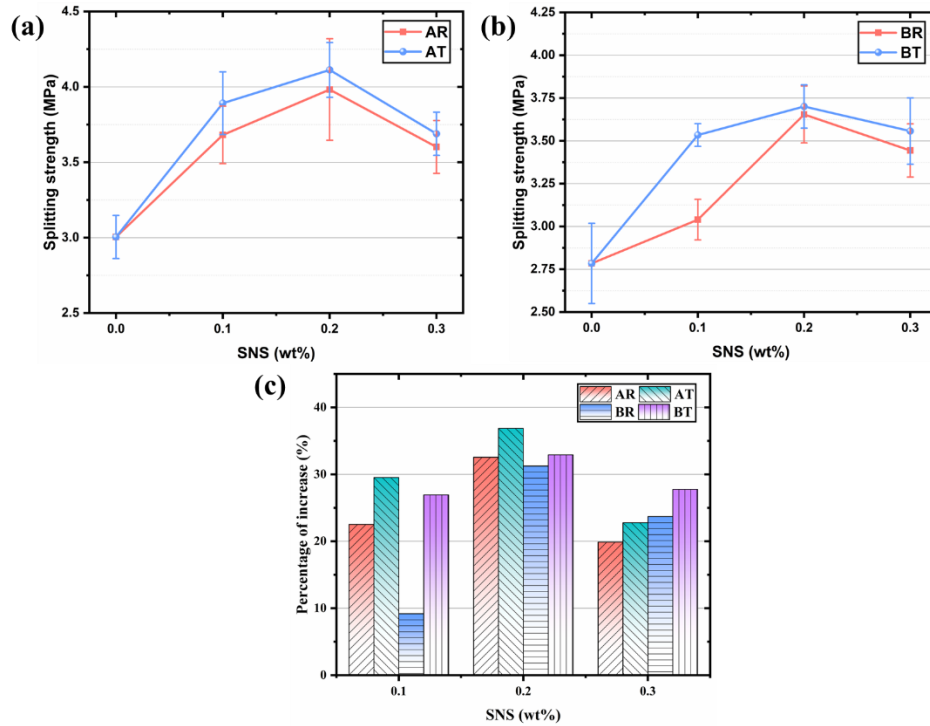 (a)
AR
AT
Splitting strength (MPa)
4.5
4.0
3.5
3.0
2.5
0.0 0.1 0.2 0.3
SNS (wt%)
(b)
BR
BT
Splitting strength (MPa)
4.25
4.00
3.75
3.50
3.25
3.00
2.75
2.50
0.0 0.1 0.2 0.3
SNS (wt%)
(c)
AR AT
BR BT
Percentage of increase (%)
40
30
20
10
0
0.1 0.2 0.3
SNS (wt%)